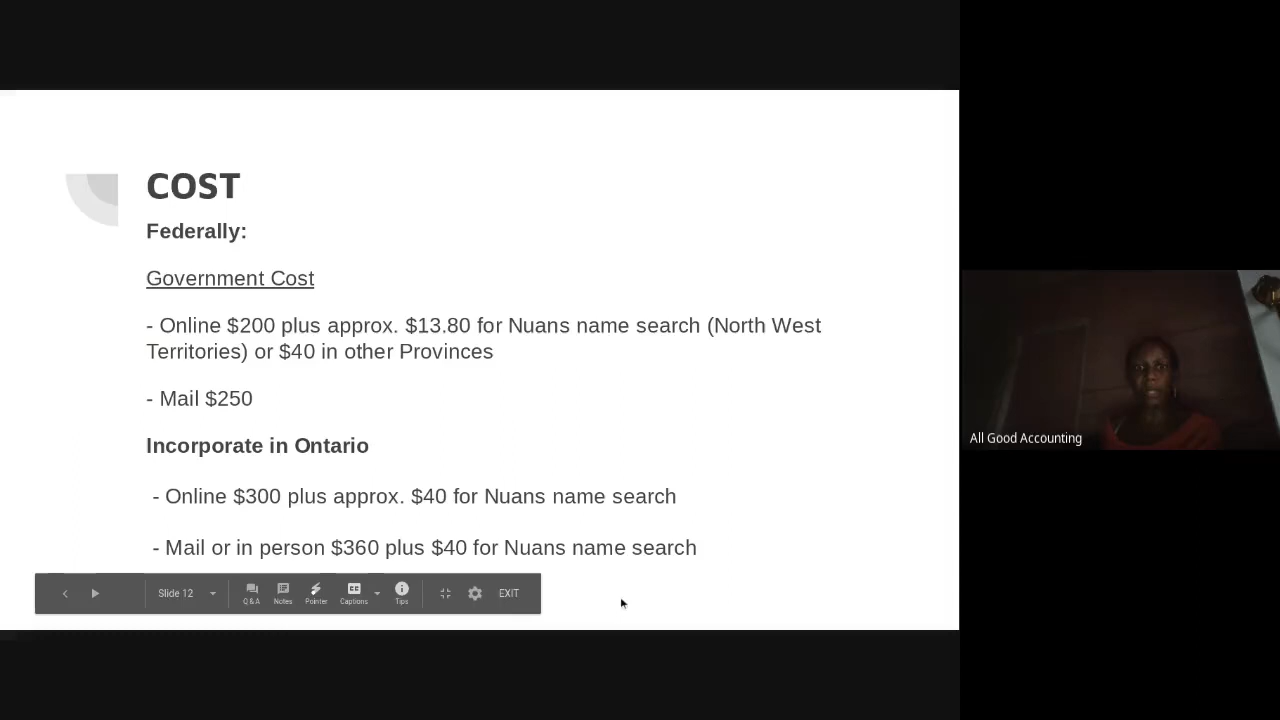 COST
Federally:
Government Cost
- Online $200 plus approx. $13.80 for Nuans name search (North West
Territories) or $40 in other Provinces
- Mail $250
Incorporate in Ontario
- Online $300 plus approx. $40 for Nuans name search
- Mail or in person $360 plus $40 for Nuans name search
Slide 12
Q & A
Notes
Pointer
Captions
Tips
EXIT
All Good Accounting